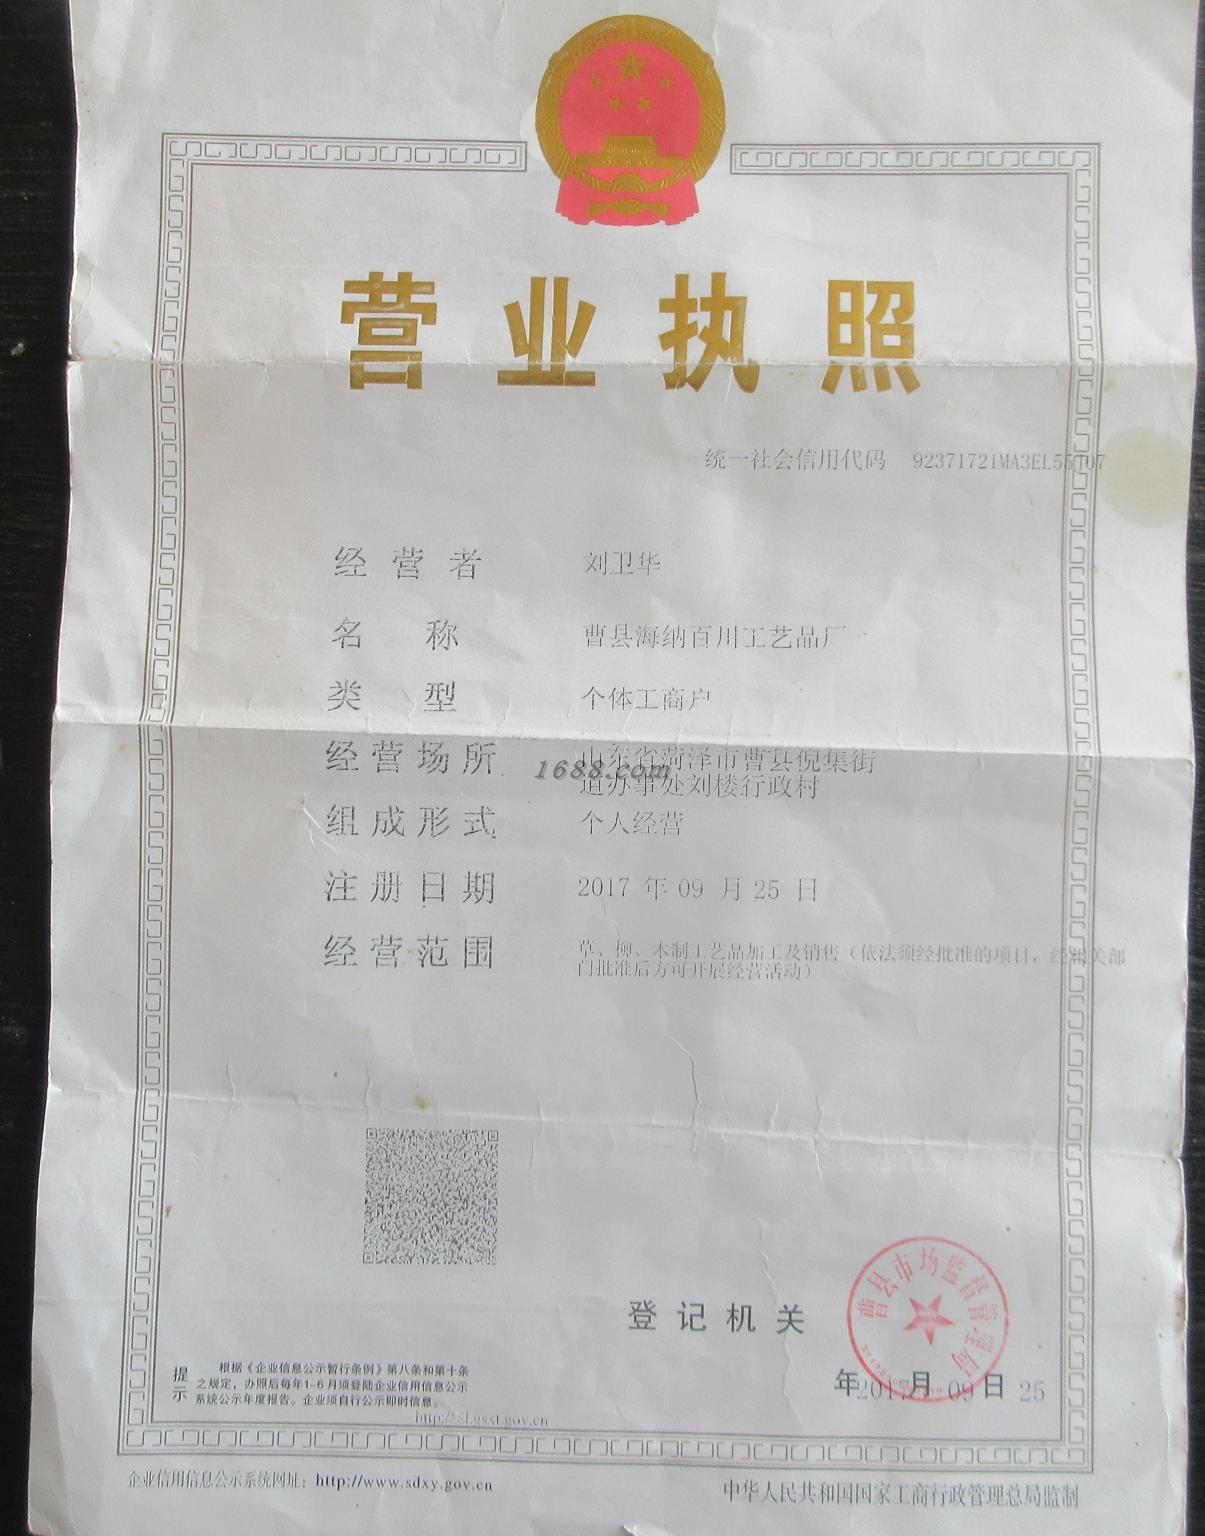 营业执照
统一社会信用代码 92371721MA3EL55
经营者 刘卫华
名称 曹县海纳百川工艺品厂
类型 个体工商户
经营场所 山东省菏泽市曹县倪集街
道办事处刘楼行政村
1688.com
组成形式 个人经营
注册日期 2017 年 09 月 25 日
经营范围 草、柳、木制工艺品加工及销售（依法须经批准的项目，经相关部
门批准后方可开展经营活动）
登记机关
曹县市场监督管理局
年2017月 09日 25
提示
根据《企业信息公示暂行条例》第八条和第十条
之规定，办照后每年1-6月须登陆企业信用信息公示
系统公示年度报告。企业须自行公示即时信息。
http://sd.gsxt.gov.cn
企业信用信息公示系统网址：http://www.sdxy.gov.cn
中华人民共和国国家工商行政管理总局监制